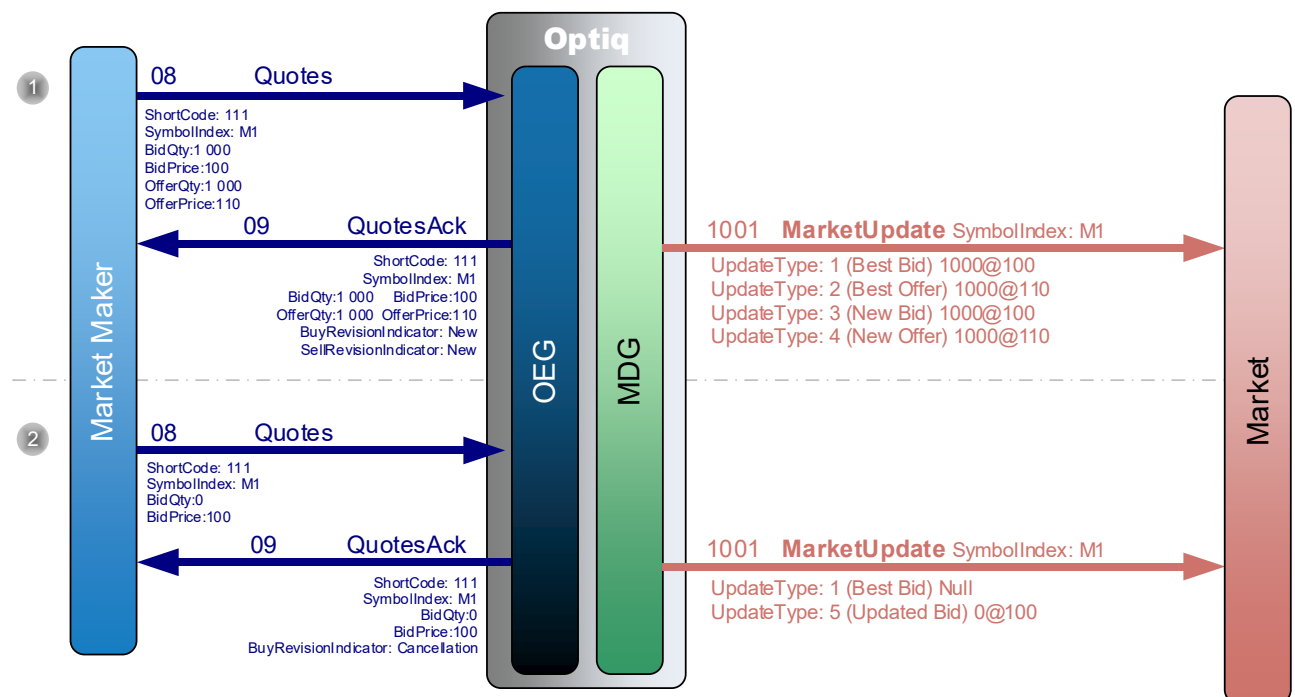 Optiq
1
08 Quotes
ShortCode: 111
SymbolIndex: M1
BidQty:1 000
BidPrice:100
OfferQty:1 000
OfferPrice:110
09 QuotesAck
ShortCode: 111
SymbolIndex: M1
BidQty:1 000 BidPrice:100
OfferQty:1 000 OfferPrice:110
BuyRevisionIndicator: New
SellRevisionIndicator: New
1001 MarketUpdate SymbolIndex: M1
UpdateType: 1 (Best Bid) 1000@100
UpdateType: 2 (Best Offer) 1000@110
UpdateType: 3 (New Bid) 1000@100
UpdateType: 4 (New Offer) 1000@110
Market Maker
OEG
MDG
Market
2
08 Quotes
ShortCode: 111
SymbolIndex: M1
BidQty:0
BidPrice:100
09 QuotesAck
ShortCode: 111
SymbolIndex: M1
BidQty:0
BidPrice:100
BuyRevisionIndicator: Cancellation
1001 MarketUpdate SymbolIndex: M1
UpdateType: 1 (Best Bid) Null
UpdateType: 5 (Updated Bid) 0@100